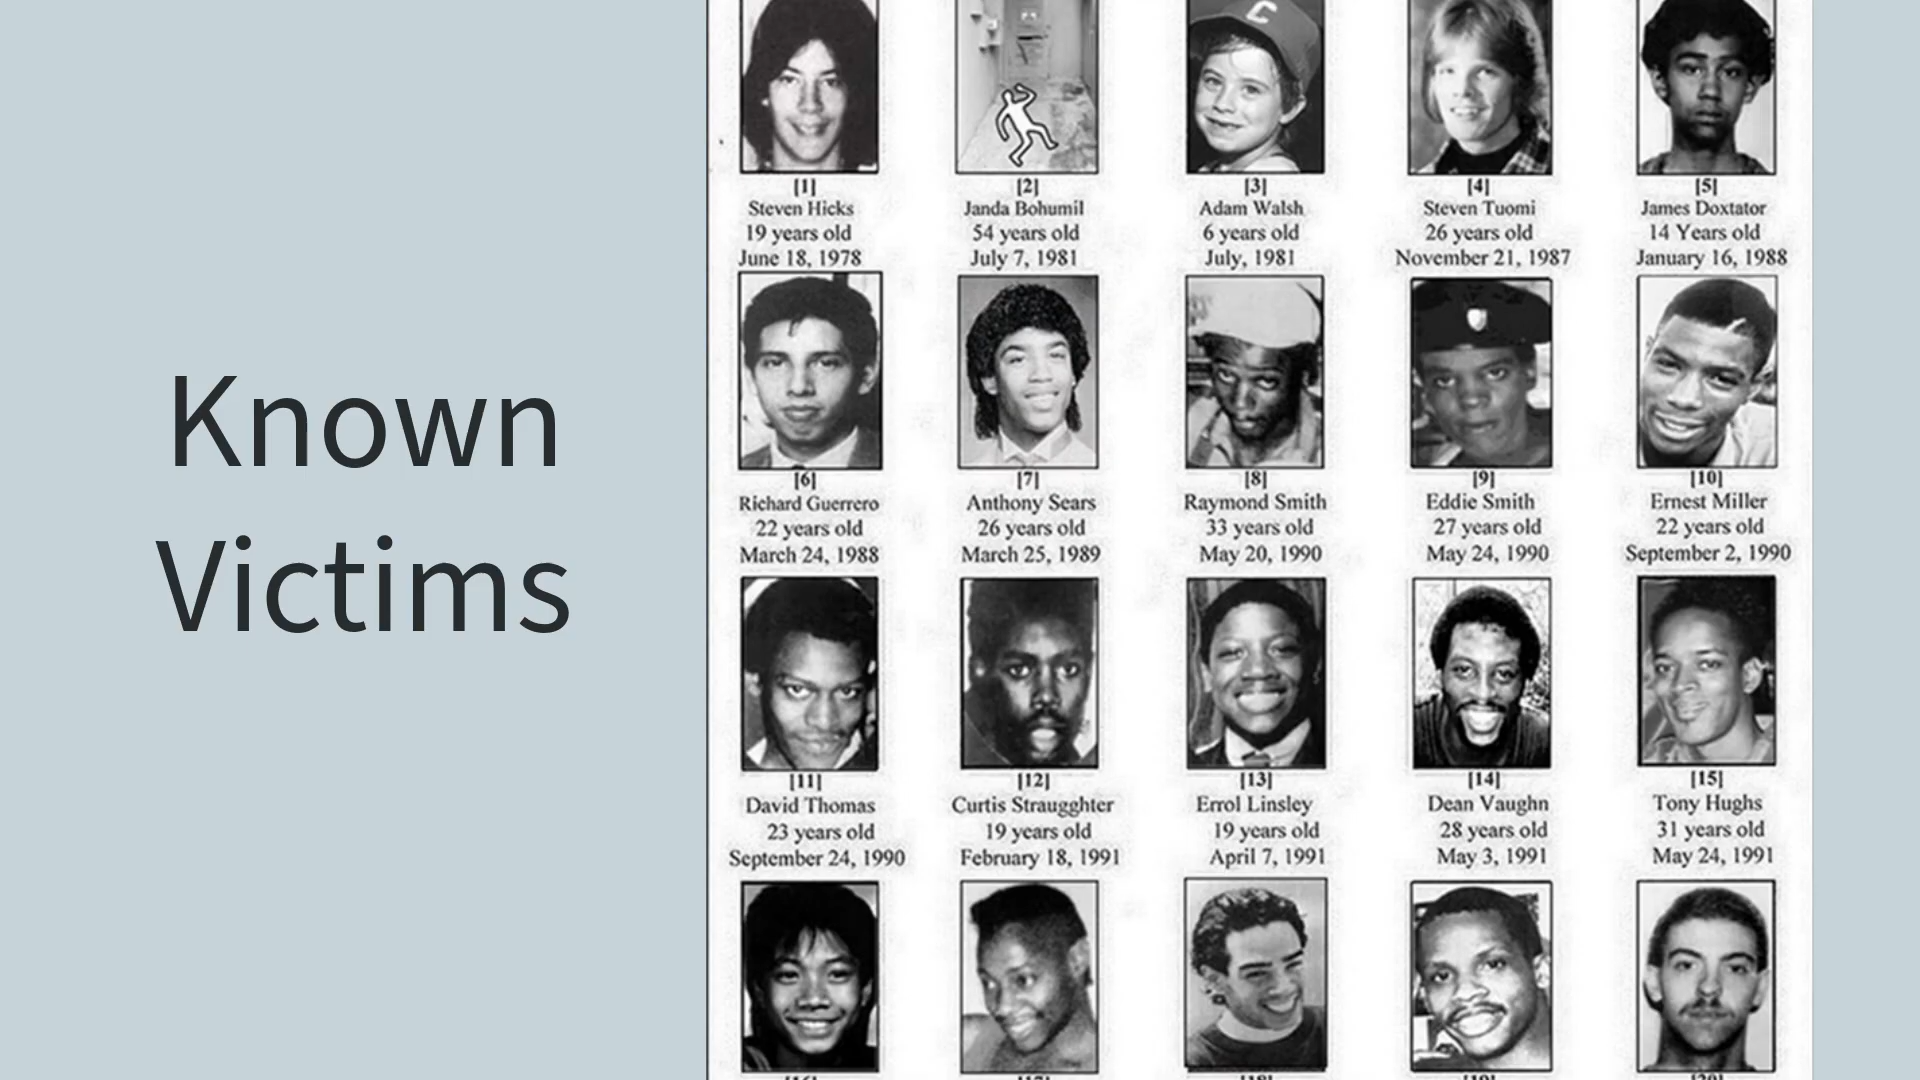 Known
Victims
C
[1]
Steven Hicks
19 years old
June 18, 1978
[2]
Janda Bohumil
54 years old
July 7, 1981
[3]
Adam Walsh
6 years old
July, 1981
[4]
Steven Tuomi
26 years old
November 21, 1987
[5]
James Doxtator
14 Years old
January 16, 1988
[6]
Richard Guerrero
22 years old
March 24, 1988
[7]
Anthony Sears
26 years old
March 25, 1989
[8]
Raymond Smith
33 years old
May 20, 1990
[9]
Eddie Smith
27 years old
May 24, 1990
[10]
Ernest Miller
22 years old
September 2, 1990
[11]
David Thomas
23 years old
September 24, 1990
[12]
Curtis Straugghter
19 years old
February 18, 1991
[13]
Errol Linsley
19 years old
April 7, 1991
[14]
Dean Vaughn
28 years old
May 3, 1991
[15]
Tony Hughs
31 years old
May 24, 1991